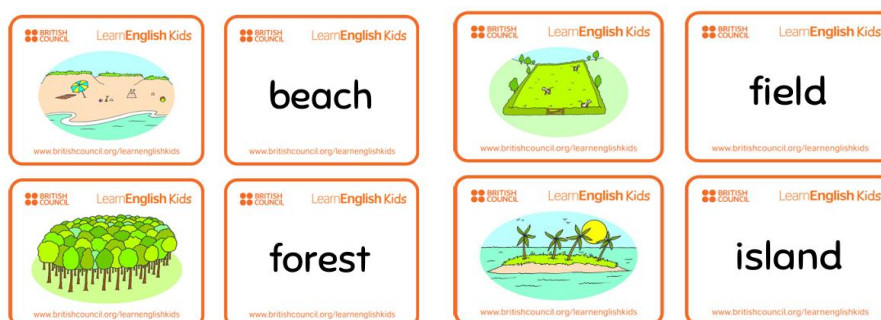 BRITISH COUNCIL LearnEnglish Kids
www.britishcouncil.org/learnenglishkids
BRITISH COUNCIL LearnEnglish Kids
beach
www.britishcouncil.org/learnenglishkids
BRITISH COUNCIL LearnEnglish Kids
www.britishcouncil.org/learnenglishkids
BRITISH COUNCIL LearnEnglish Kids
field
www.britishcouncil.org/learnenglishkids
BRITISH COUNCIL LearnEnglish Kids
www.britishcouncil.org/learnenglishkids
BRITISH COUNCIL LearnEnglish Kids
forest
www.britishcouncil.org/learnenglishkids
BRITISH COUNCIL LearnEnglish Kids
www.britishcouncil.org/learnenglishkids
BRITISH COUNCIL LearnEnglish Kids
island
www.britishcouncil.org/learnenglishkids